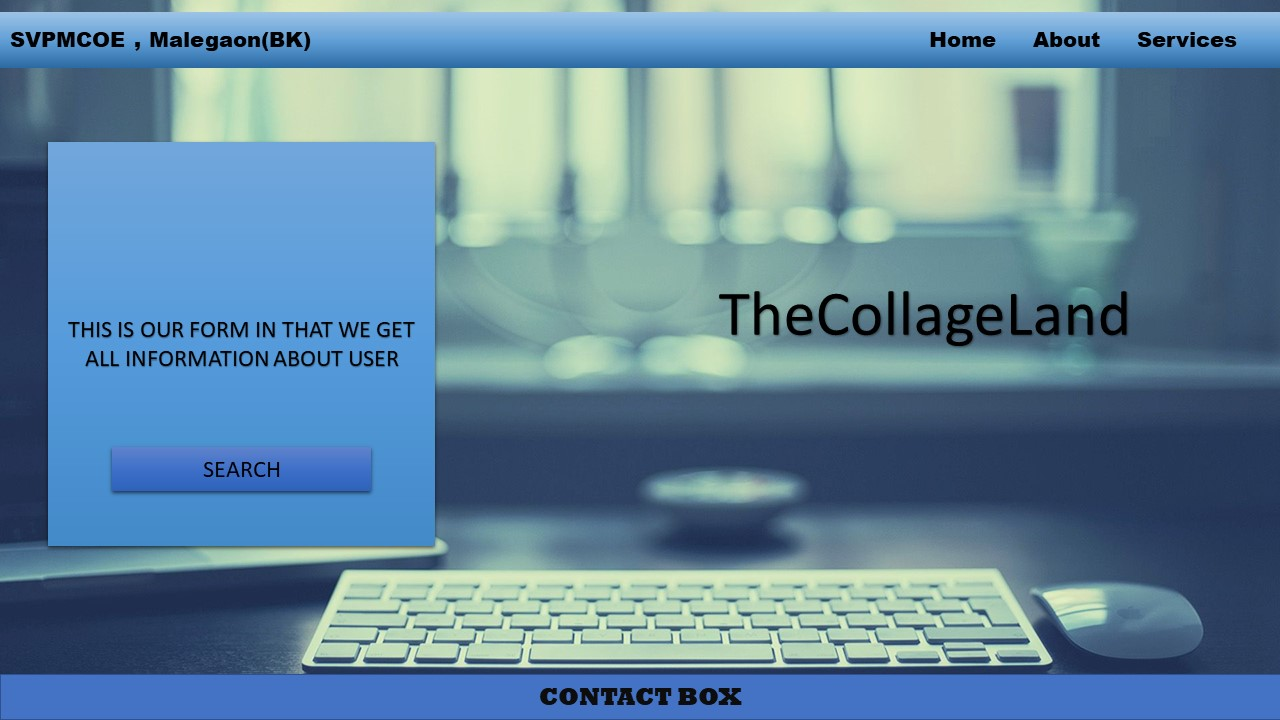 SVPMCOE , Malegaon(BK)
Home About Services
THIS IS OUR FORM IN THAT WE GET
ALL INFORMATION ABOUT USER
SEARCH
TheCollageLand
CONTACT BOX